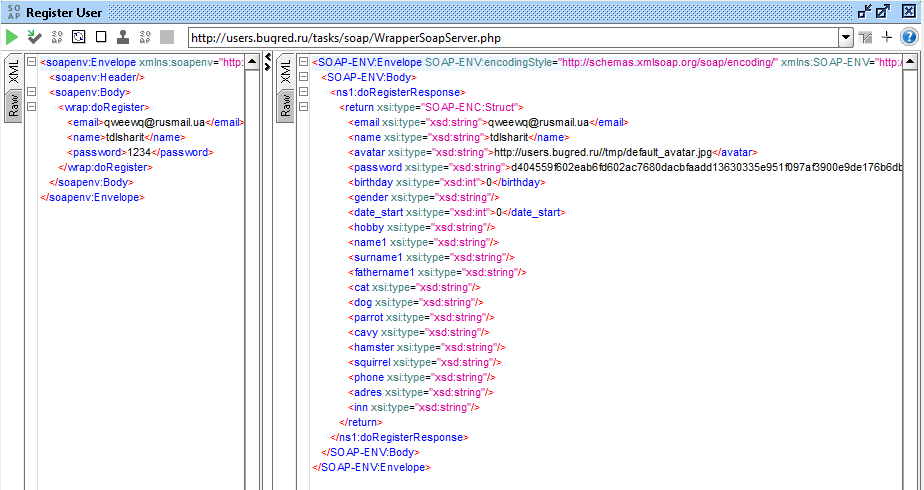 SO AP Register User
SO AP SO AP http://users.bugred.ru/tasks/soap/WrapperSoapServer.php + ?
XML
Raw
<soapenv:Envelope xmlns:soapenv="http:
<soapenv:Header/>
<soapenv:Body>
<wrap:doRegister>
<email>qweewq@rusmail.ua</email>
<name>tdlsharit</name>
<password>1234</password>
</wrap:doRegister>
</soapenv:Body>
</soapenv:Envelope>
XML
Raw
<SOAP-ENV:Envelope SOAP-ENV:encodingStyle="http://schemas.xmlsoap.org/soap/encoding/" xmlns:SOAP-ENV="http:/
<SOAP-ENV:Body>
<ns1:doRegisterResponse>
<return xsi:type="SOAP-ENC:Struct">
<email xsi:type="xsd:string">qweewq@rusmail.ua</email>
<name xsi:type="xsd:string">tdlsharit</name>
<avatar xsi:type="xsd:string">http://users.bugred.ru//tmp/default_avatar.jpg</avatar>
<password xsi:type="xsd:string">d404559f602eab6fd602ac7680dacbfaadd13630335e951f097af3900e9de176b6db
<birthday xsi:type="xsd:int">0</birthday>
<gender xsi:type="xsd:string"/>
<date_start xsi:type="xsd:int">0</date_start>
<hobby xsi:type="xsd:string"/>
<name1 xsi:type="xsd:string"/>
<surname1 xsi:type="xsd:string"/>
<fathername1 xsi:type="xsd:string"/>
<cat xsi:type="xsd:string"/>
<dog xsi:type="xsd:string"/>
<parrot xsi:type="xsd:string"/>
<cavy xsi:type="xsd:string"/>
<hamster xsi:type="xsd:string"/>
<squirrel xsi:type="xsd:string"/>
<phone xsi:type="xsd:string"/>
<adres xsi:type="xsd:string"/>
<inn xsi:type="xsd:string"/>
</return>
</ns1:doRegisterResponse>
</SOAP-ENV:Body>
</SOAP-ENV:Envelope>